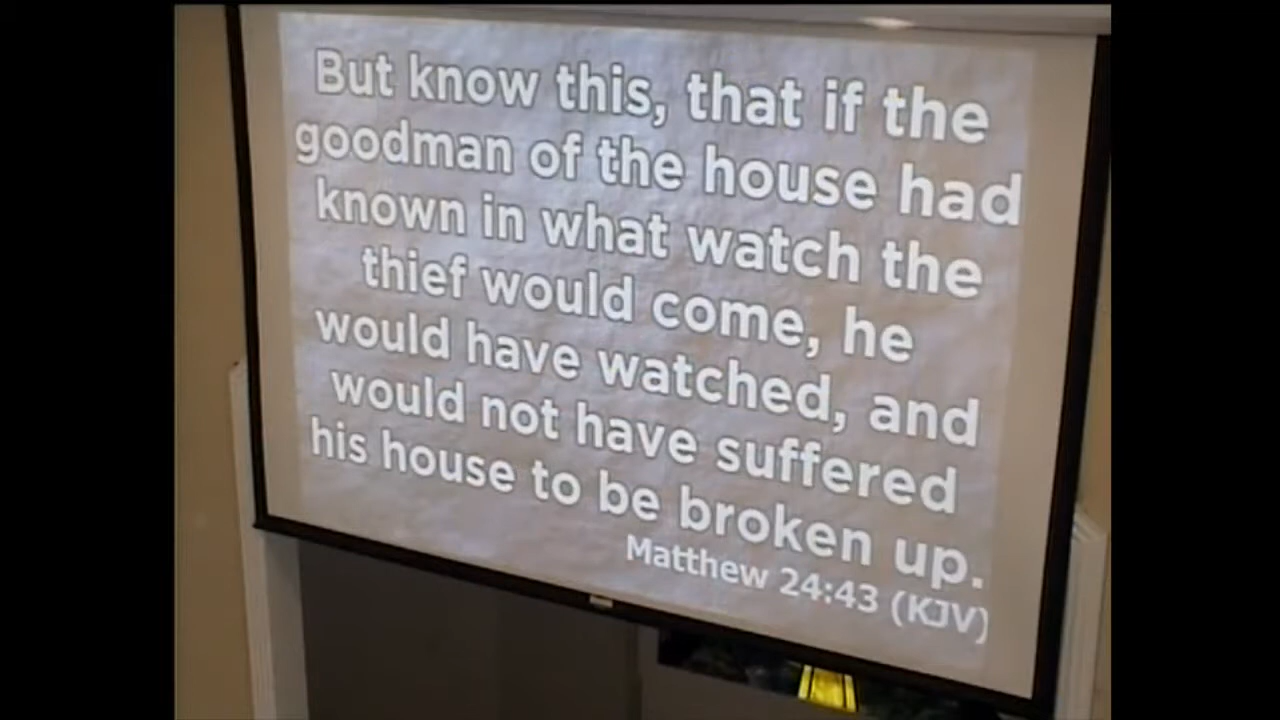 But know this, that if the
goodman of the house had
known in what watch the
thief would come, he
would have watched, and
would not have suffered
his house to be broken up.
Matthew 24:43 (KJV)